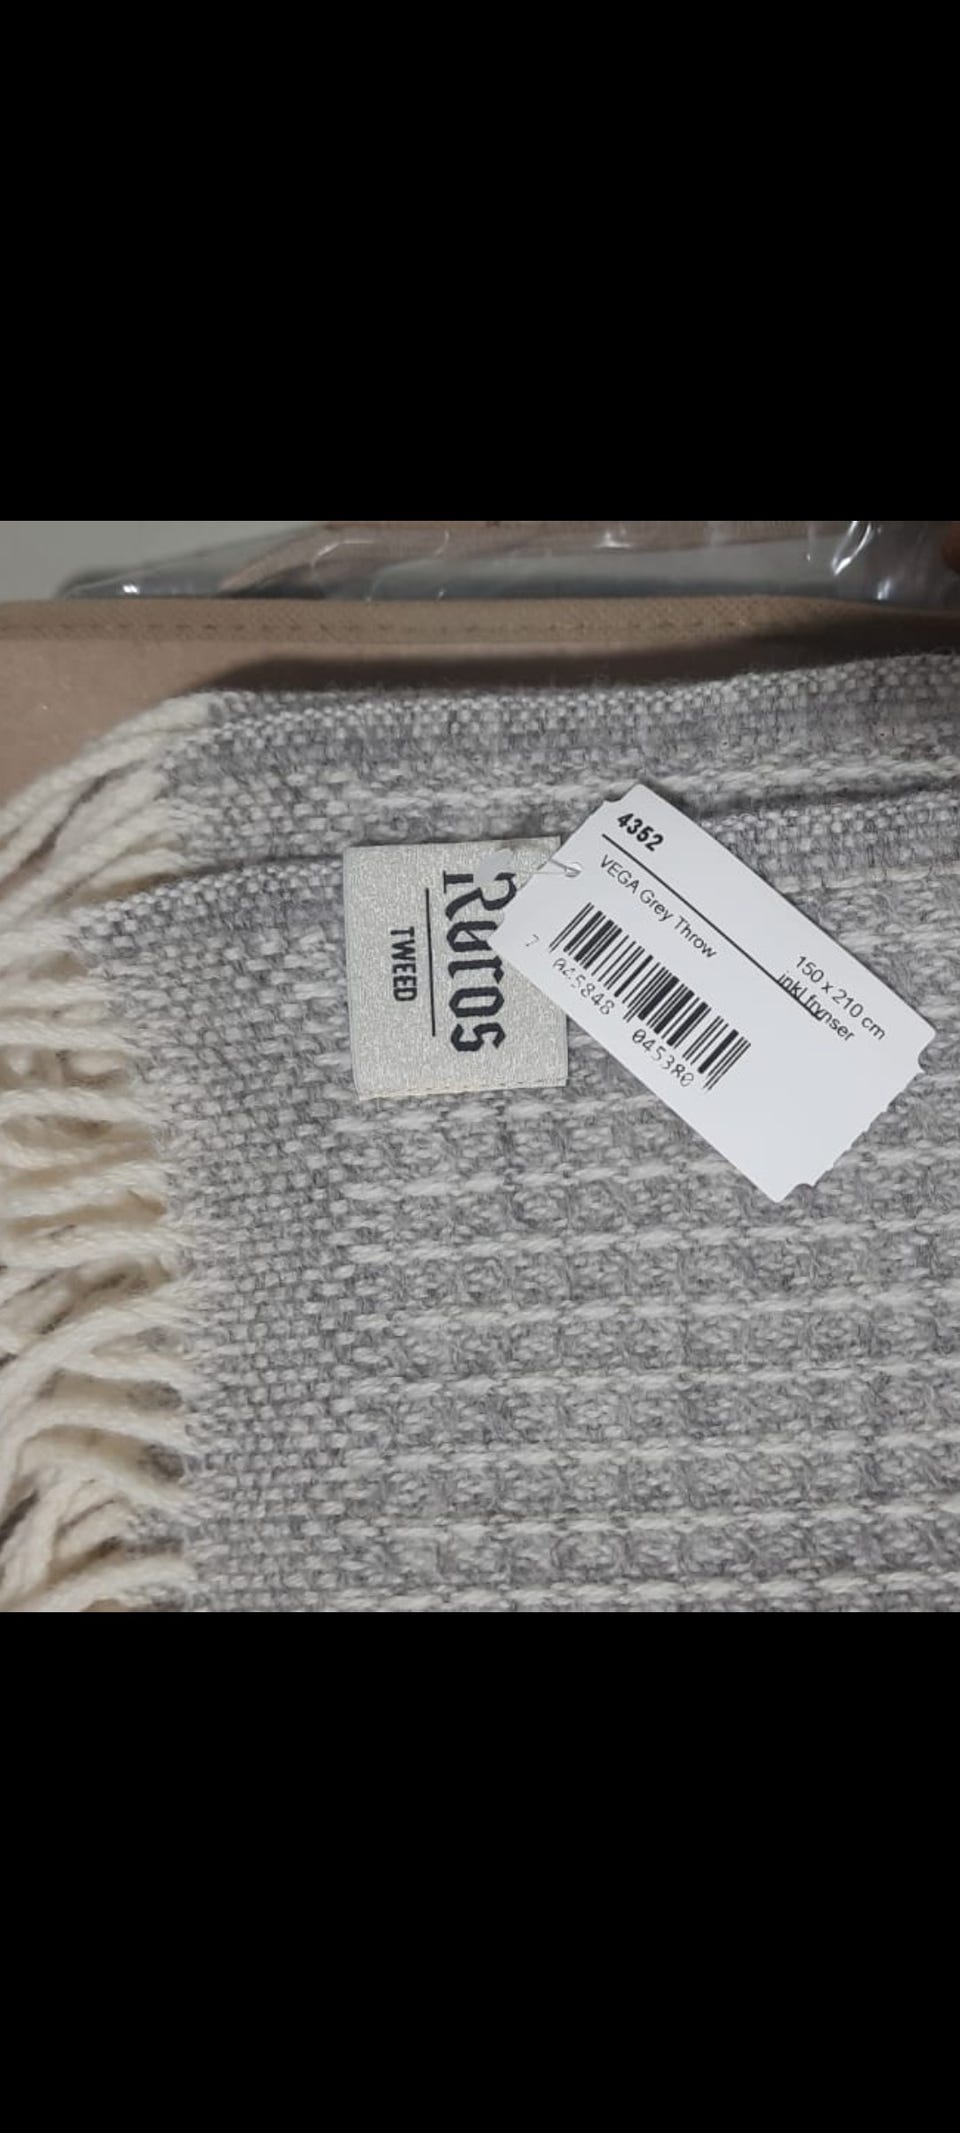 Røros
TWEED
4352
VEGA Grey Throw
150 x 210 cm
inkl frynser
7 045848 045380